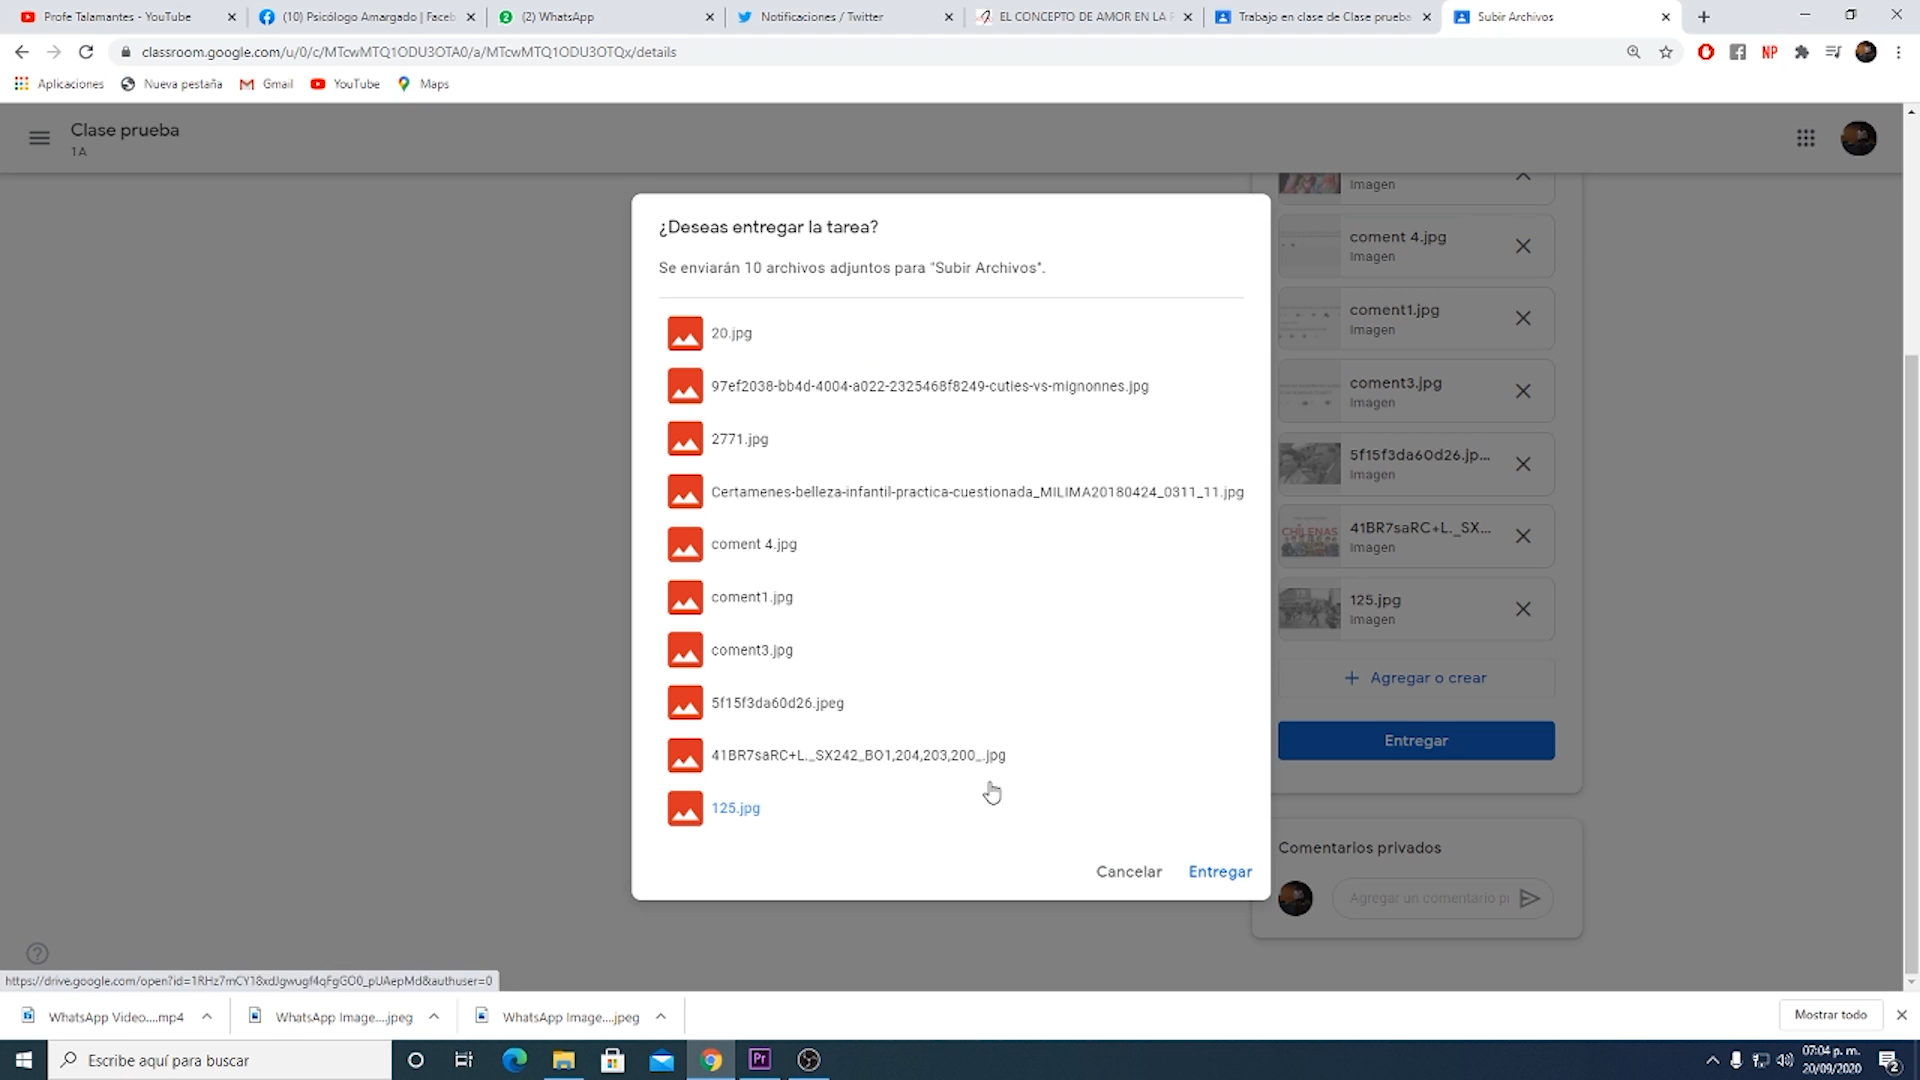 Profe Talamantes - YouTube
(10) Psicólogo Amargado | Faceb
(2) WhatsApp
Notificaciones / Twitter
EL CONCEPTO DE AMOR EN LA
Trabajo en clase de Clase prueba
Subir Archivos
classroom.google.com/u/0/c/MTcwMTQ1ODU3OTA0/a/MTcwMTQ1ODU3OTQx/details
NP
Aplicaciones
Nueva pestaña
Gmail
YouTube
Maps
Clase prueba
1A
¿Deseas entregar la tarea?
Se enviarán 10 archivos adjuntos para "Subir Archivos".
20.jpg
97ef2038-bb4d-4004-a022-2325468f8249-cuties-vs-mignonnes.jpg
2771.jpg
Certamenes-belleza-infantil-practica-cuestionada_MILIMA20180424_0311_11.jpg
coment 4.jpg
coment1.jpg
coment3.jpg
5f15f3da60d26.jpeg
41BR7saRC+L._SX242_BO1,204,203,200_.jpg
125.jpg
Cancelar
Entregar
Imagen
coment 4.jpg
Imagen
coment1.jpg
Imagen
coment3.jpg
Imagen
5f15f3da60d26.jp...
Imagen
CHILENAS
41BR7saRC+L._SX...
Imagen
125.jpg
Imagen
+ Agregar o crear
Entregar
Comentarios privados
Agregar un comentario pr
https://drive.google.com/open?id=1RHz7mCY18xdJgwugf4qFgGO0_pUAepMd&authuser=0
WhatsApp Video....mp4
WhatsApp Image....jpeg
WhatsApp Image....jpeg
Mostrar todo
Escribe aquí para buscar
Pr
07:04 p. m.
20/09/2020
2